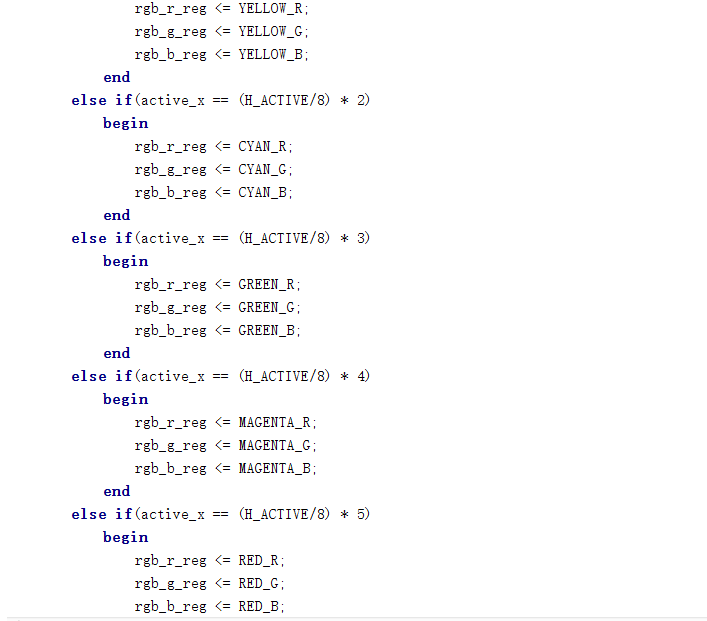 rgb_r_reg <= YELLOW_R;
rgb_g_reg <= YELLOW_G;
rgb_b_reg <= YELLOW_B;
end
else if(active_x == (H_ACTIVE/8) * 2)
begin
rgb_r_reg <= CYAN_R;
rgb_g_reg <= CYAN_G;
rgb_b_reg <= CYAN_B;
end
else if(active_x == (H_ACTIVE/8) * 3)
begin
rgb_r_reg <= GREEN_R;
rgb_g_reg <= GREEN_G;
rgb_b_reg <= GREEN_B;
end
else if(active_x == (H_ACTIVE/8) * 4)
begin
rgb_r_reg <= MAGENTA_R;
rgb_g_reg <= MAGENTA_G;
rgb_b_reg <= MAGENTA_B;
end
else if(active_x == (H_ACTIVE/8) * 5)
begin
rgb_r_reg <= RED_R;
rgb_g_reg <= RED_G;
rgb_b_reg <= RED_B;